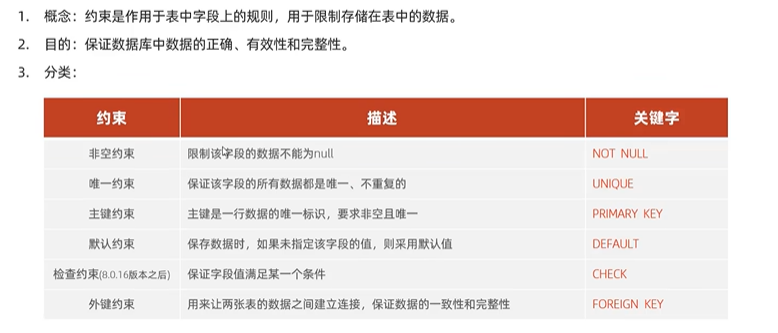 1. 概念：约束是作用于表中字段上的规则，用于限制存储在表中的数据。
2. 目的：保证数据库中数据的正确、有效性和完整性。
3. 分类：
约束 描述 关键字
非空约束 限制该字段的数据不能为null NOT NULL
唯一约束 保证该字段的所有数据都是唯一、不重复的 UNIQUE
主键约束 主键是一行数据的唯一标识，要求非空且唯一 PRIMARY KEY
默认约束 保存数据时，如果未指定该字段的值，则采用默认值 DEFAULT
检查约束(8.0.16版本之后) 保证字段值满足某一个条件 CHECK
外键约束 用来让两张表的数据之间建立连接，保证数据的一致性和完整性 FOREIGN KEY